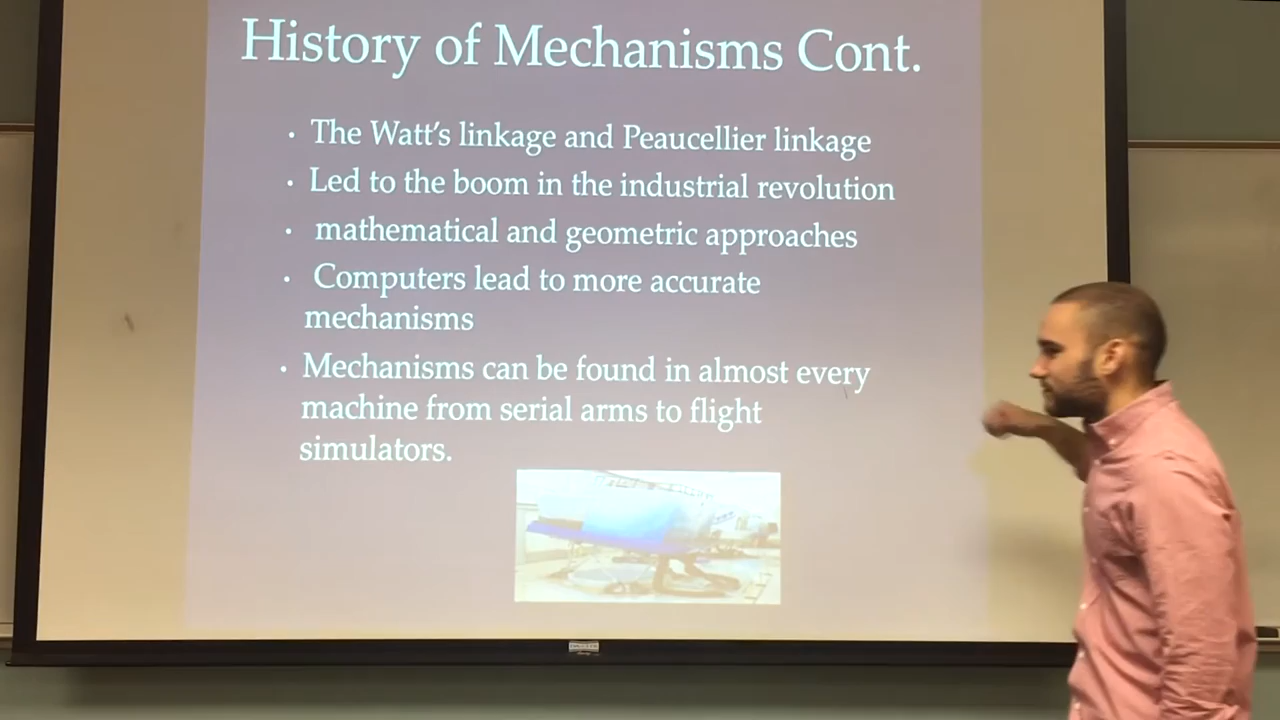 History of Mechanisms Cont.
• The Watt's linkage and Peaucellier linkage
• Led to the boom in the industrial revolution
• mathematical and geometric approaches
• Computers lead to more accurate
mechanisms
• Mechanisms can be found in almost every
machine from serial arms to flight
simulators.